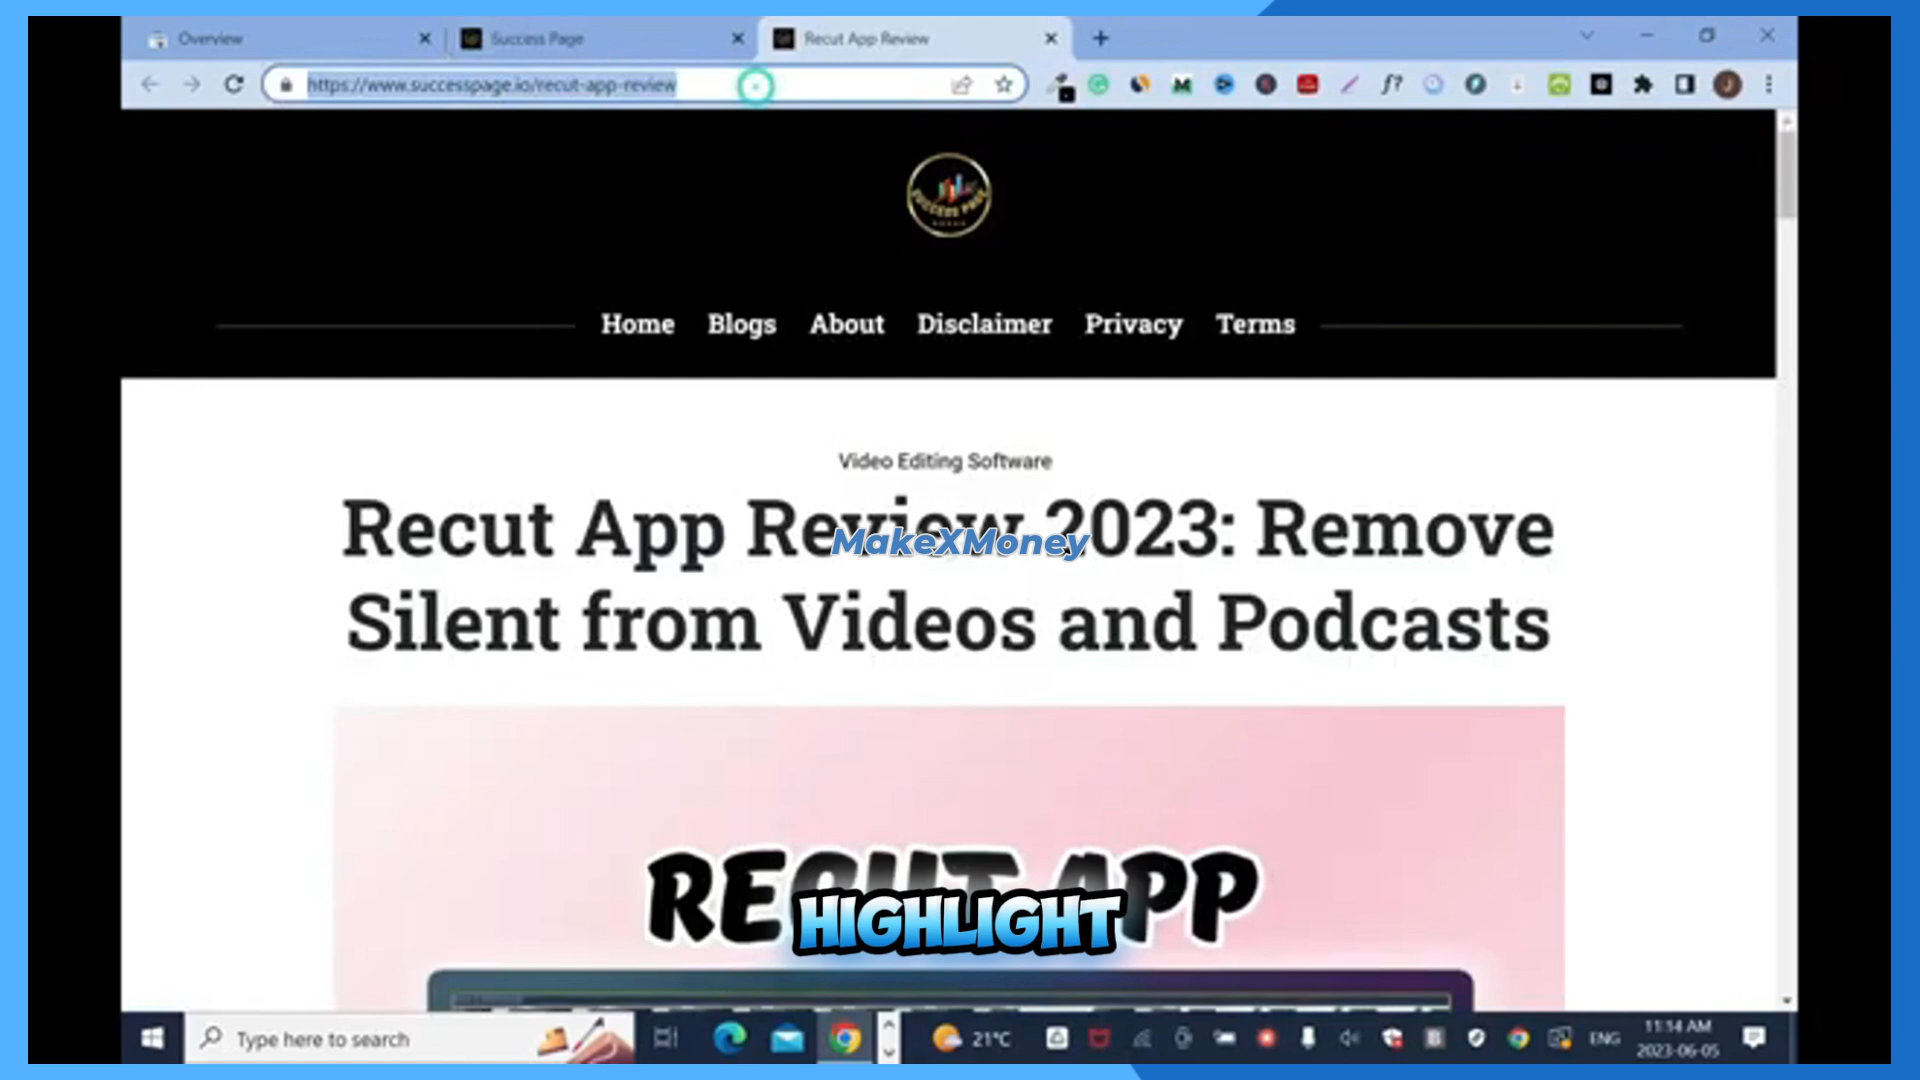 Overview
Success Page
Recut App Review
https://www.successpage.io/recut-app-review
SUCCESS PAGE
Home Blogs About Disclaimer Privacy Terms
Video Editing Software
Recut App Review 2023: Remove
Silent from Videos and Podcasts
MakeXMoney
RECUT APP
HIGHLIGHT
Type here to search
21°C
ENG
11:14 AM
2023-06-05